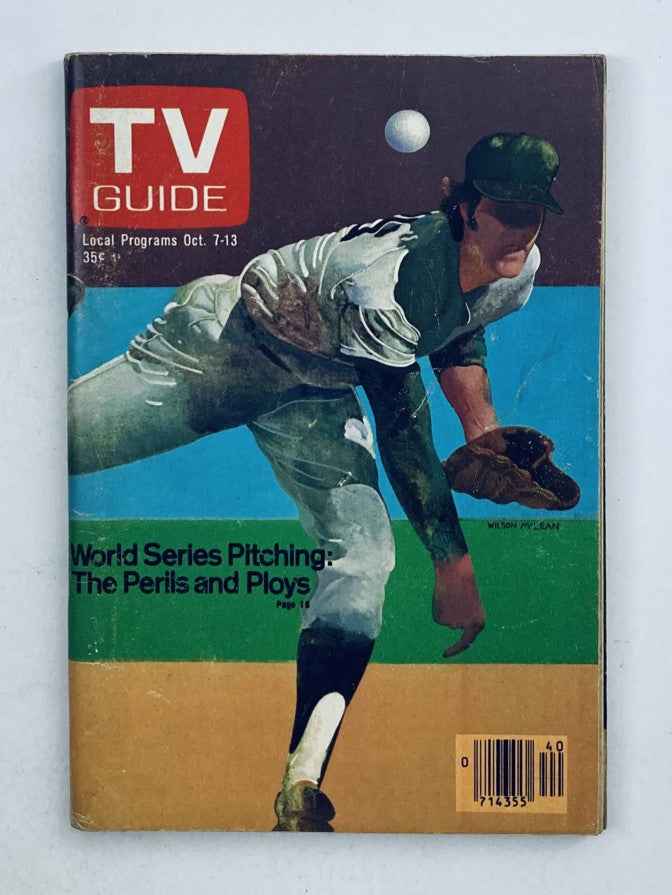 TV
GUIDE
®
Local Programs Oct. 7-13
35¢
WILSON McLEAN
World Series Pitching:
The Perils and Ploys
Page 18
40
0
714355